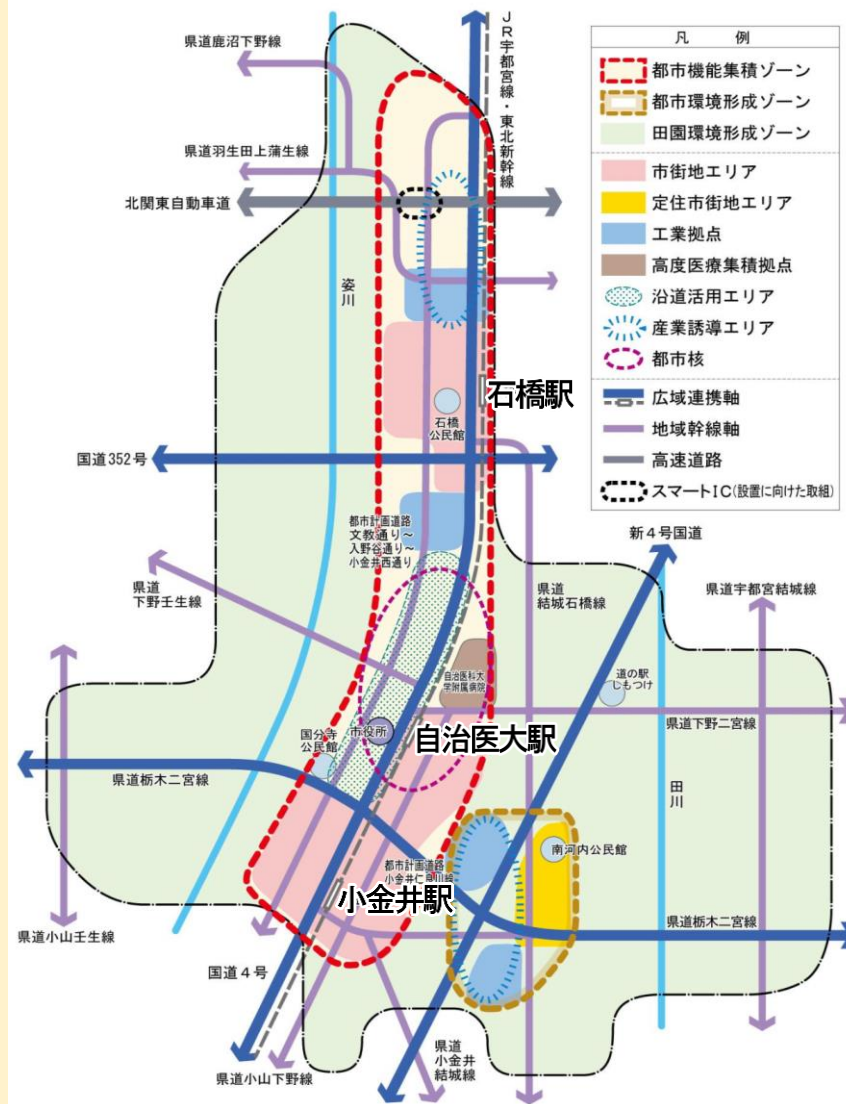 県道鹿沼下野線
県道羽生田上蒲生線
北関東自動車道
JR宇都宮線・東北新幹線
凡　例
都市機能集積ゾーン
都市環境形成ゾーン
田園環境形成ゾーン
市街地エリア
定住市街地エリア
工業拠点
高度医療集積拠点
沿道活用エリア
産業誘導エリア
都市核
広域連携軸
地域幹線軸
高速道路
スマートIC(設置に向けた取組)
姿川
石橋駅
石橋
公民館
国道352号
都市計画道路
文教通り～
入野谷通り～
小金井西通り
新4号国道
県道
下野壬生線
県道
結城石橋線
県道宇都宮結城線
自治医科大
学附属病院
道の駅
しもつけ
国分寺
公民館
市役所
自治医大駅
県道下野二宮線
県道栃木二宮線
田川
南河内公民館
都市計画道路
小金井仁良川線
小金井駅
県道小山壬生線
県道栃木二宮線
国道4号
県道
小金井
結城線
県道小山下野線